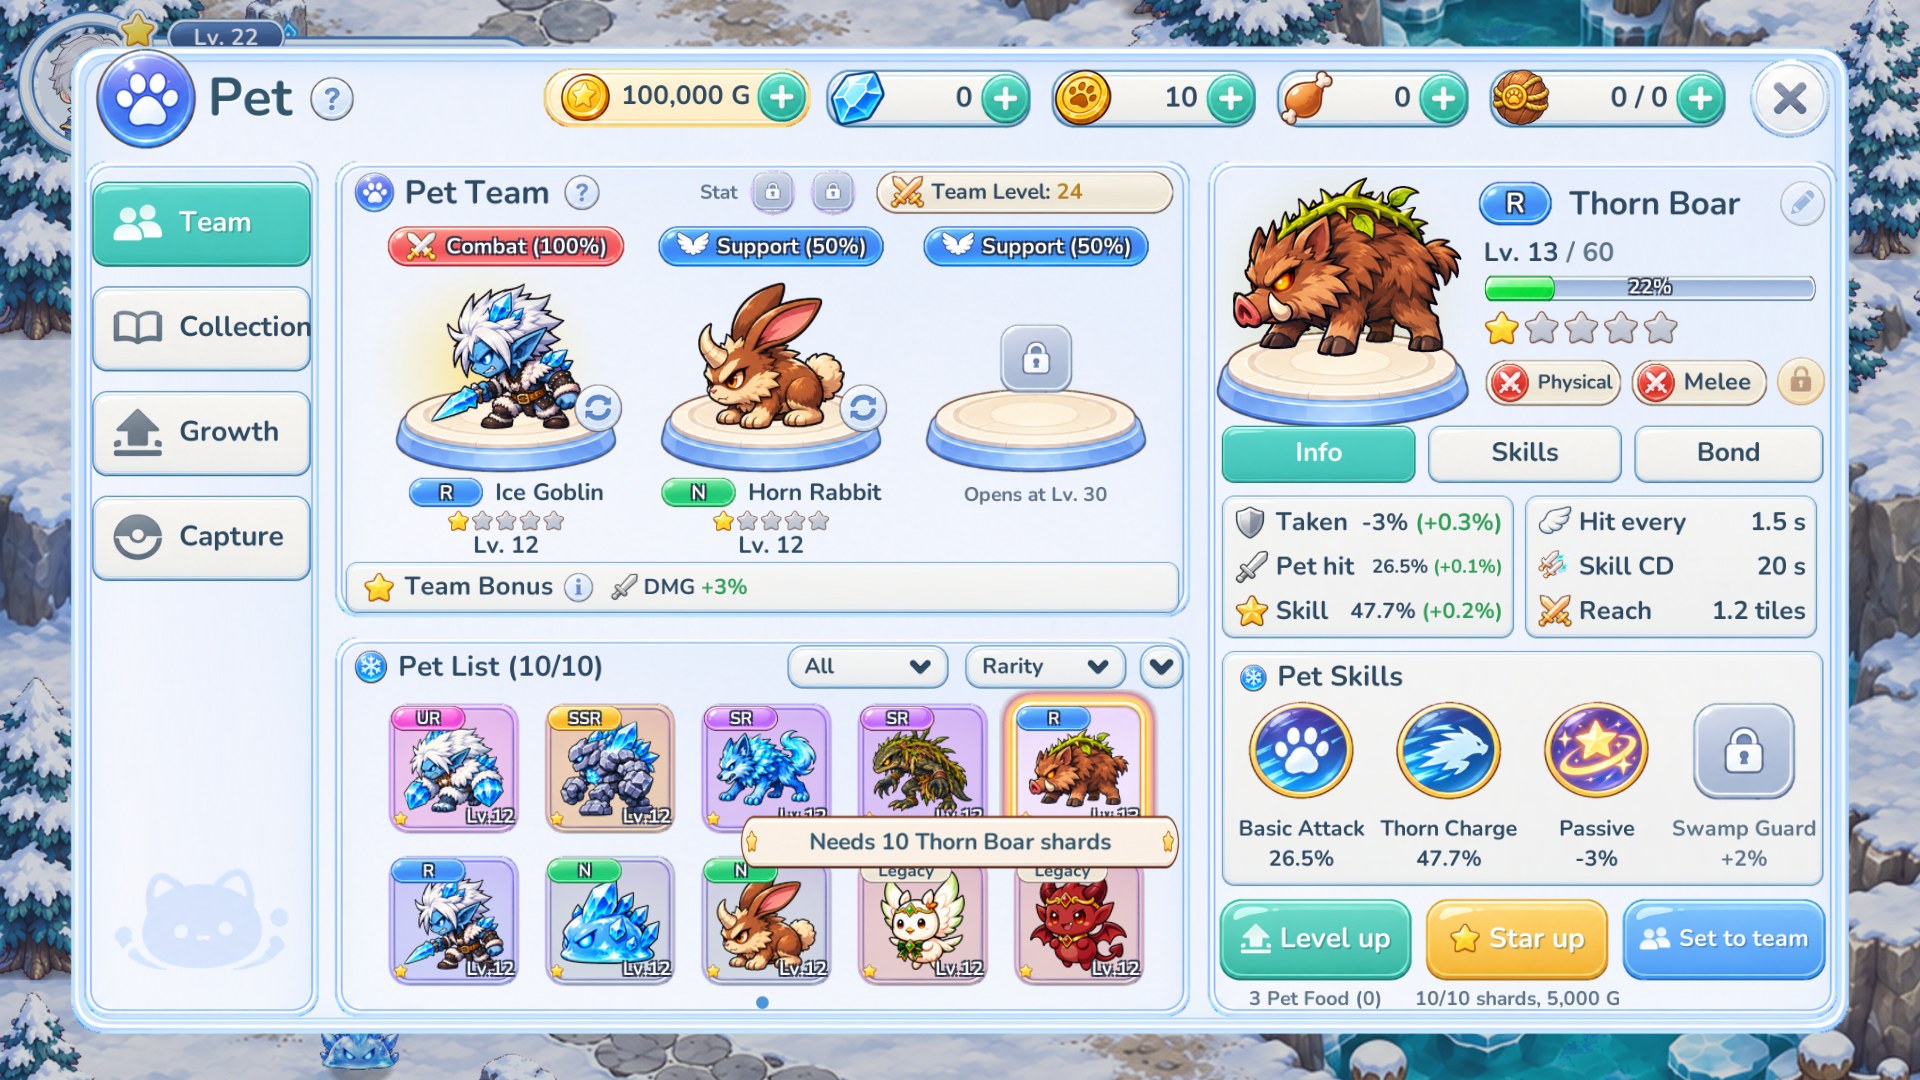 Lv. 22
Pet ?
100,000 G
0
10
0
0 / 0
Team
Collection
Growth
Capture
Pet Team ?
Stat
Team Level: 24
Combat (100%)
Support (50%)
Support (50%)
R Ice Goblin
Lv. 12
N Horn Rabbit
Lv. 12
Opens at Lv. 30
Team Bonus i DMG +3%
Pet List (10/10)
All
Rarity
UR
Lv.12
SSR
Lv.12
SR
Lv.12
SR
Lv.12
R
Lv.13
Needs 10 Thorn Boar shards
R
Lv.12
N
Lv.12
N
Lv.12
Legacy
Lv.12
Legacy
Lv.12
R Thorn Boar
Lv. 13 / 60
22%
Physical
Melee
Info
Skills
Bond
Taken -3% (+0.3%)
Pet hit 26.5% (+0.1%)
Skill 47.7% (+0.2%)
Hit every 1.5 s
Skill CD 20 s
Reach 1.2 tiles
Pet Skills
Basic Attack
26.5%
Thorn Charge
47.7%
Passive
-3%
Swamp Guard
+2%
Level up
Star up
Set to team
3 Pet Food (0)
10/10 shards, 5,000 G